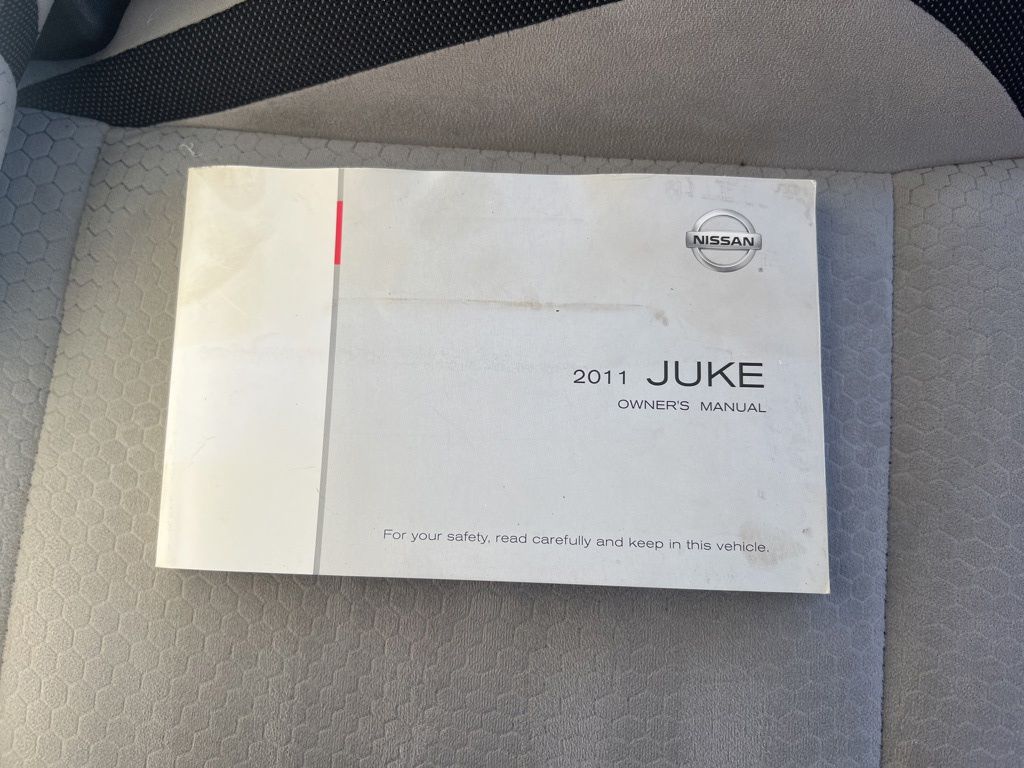 NISSAN
2011 JUKE
OWNER'S MANUAL
For your safety, read carefully and keep in this vehicle.